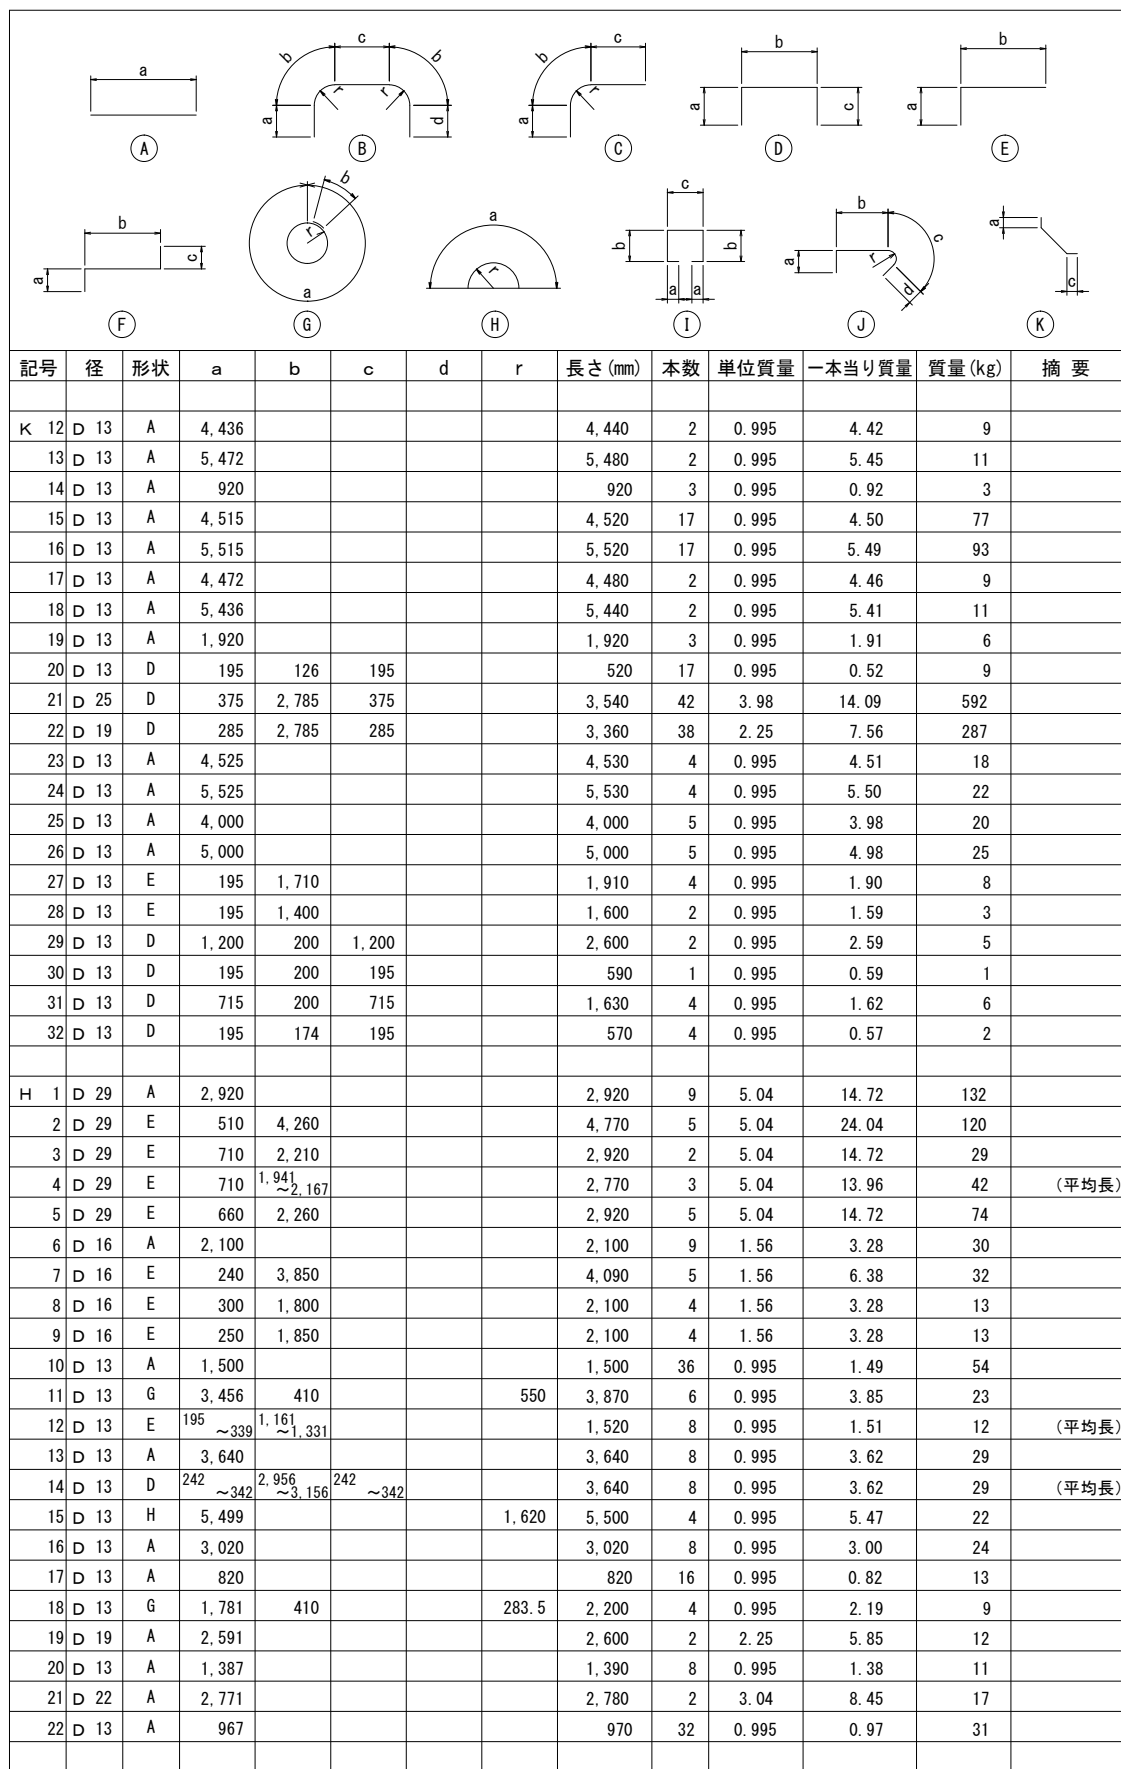 a
b c b
r r
a d
b c
r
a
b
a c
b
a
A B C D E
b
a c
b
r
a
a
r
c
b b
a a
b
a c
r
d
a
c
F G H I J K
記号 径 形状 a b c d r 長さ(mm) 本数 単位質量 一本当り質量 質量(kg) 摘 要
K 12 D 13 A 4,436 4,440 2 0.995 4.42 9
13 D 13 A 5,472 5,480 2 0.995 5.45 11
14 D 13 A 920 920 3 0.995 0.92 3
15 D 13 A 4,515 4,520 17 0.995 4.50 77
16 D 13 A 5,515 5,520 17 0.995 5.49 93
17 D 13 A 4,472 4,480 2 0.995 4.46 9
18 D 13 A 5,436 5,440 2 0.995 5.41 11
19 D 13 A 1,920 1,920 3 0.995 1.91 6
20 D 13 D 195 126 195 520 17 0.995 0.52 9
21 D 25 D 375 2,785 375 3,540 42 3.98 14.09 592
22 D 19 D 285 2,785 285 3,360 38 2.25 7.56 287
23 D 13 A 4,525 4,530 4 0.995 4.51 18
24 D 13 A 5,525 5,530 4 0.995 5.50 22
25 D 13 A 4,000 4,000 5 0.995 3.98 20
26 D 13 A 5,000 5,000 5 0.995 4.98 25
27 D 13 E 195 1,710 1,910 4 0.995 1.90 8
28 D 13 E 195 1,400 1,600 2 0.995 1.59 3
29 D 13 D 1,200 200 1,200 2,600 2 0.995 2.59 5
30 D 13 D 195 200 195 590 1 0.995 0.59 1
31 D 13 D 715 200 715 1,630 4 0.995 1.62 6
32 D 13 D 195 174 195 570 4 0.995 0.57 2
H 1 D 29 A 2,920 2,920 9 5.04 14.72 132
2 D 29 E 510 4,260 4,770 5 5.04 24.04 120
3 D 29 E 710 2,210 2,920 2 5.04 14.72 29
4 D 29 E 710 1,941～2,167 2,770 3 5.04 13.96 42 (平均長)
5 D 29 E 660 2,260 2,920 5 5.04 14.72 74
6 D 16 A 2,100 2,100 9 1.56 3.28 30
7 D 16 E 240 3,850 4,090 5 1.56 6.38 32
8 D 16 E 300 1,800 2,100 4 1.56 3.28 13
9 D 16 E 250 1,850 2,100 4 1.56 3.28 13
10 D 13 A 1,500 1,500 36 0.995 1.49 54
11 D 13 G 3,456 410 550 3,870 6 0.995 3.85 23
12 D 13 E 195～339 1,161～1,331 1,520 8 0.995 1.51 12 (平均長)
13 D 13 A 3,640 3,640 8 0.995 3.62 29
14 D 13 D 242～342 2,956～3,156 242～342 3,640 8 0.995 3.62 29 (平均長)
15 D 13 H 5,499 1,620 5,500 4 0.995 5.47 22
16 D 13 A 3,020 3,020 8 0.995 3.00 24
17 D 13 A 820 820 16 0.995 0.82 13
18 D 13 G 1,781 410 283.5 2,200 4 0.995 2.19 9
19 D 19 A 2,591 2,600 2 2.25 5.85 12
20 D 13 A 1,387 1,390 8 0.995 1.38 11
21 D 22 A 2,771 2,780 2 3.04 8.45 17
22 D 13 A 967 970 32 0.995 0.97 31